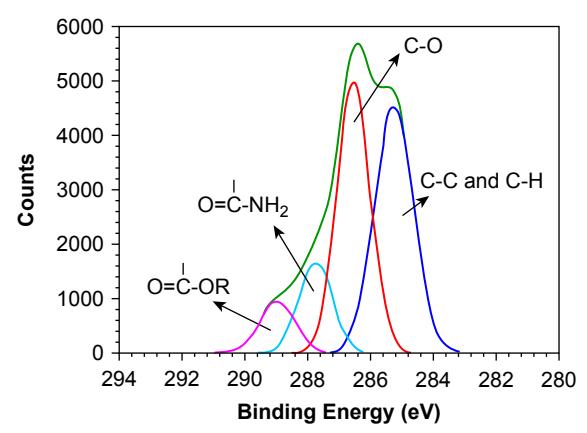 6000
5000
4000
3000
2000
1000
0
Counts
C-O
C-C and C-H
O=C-NH2
O=C-OR
294 292 290 288 286 284 282 280
Binding Energy (eV)